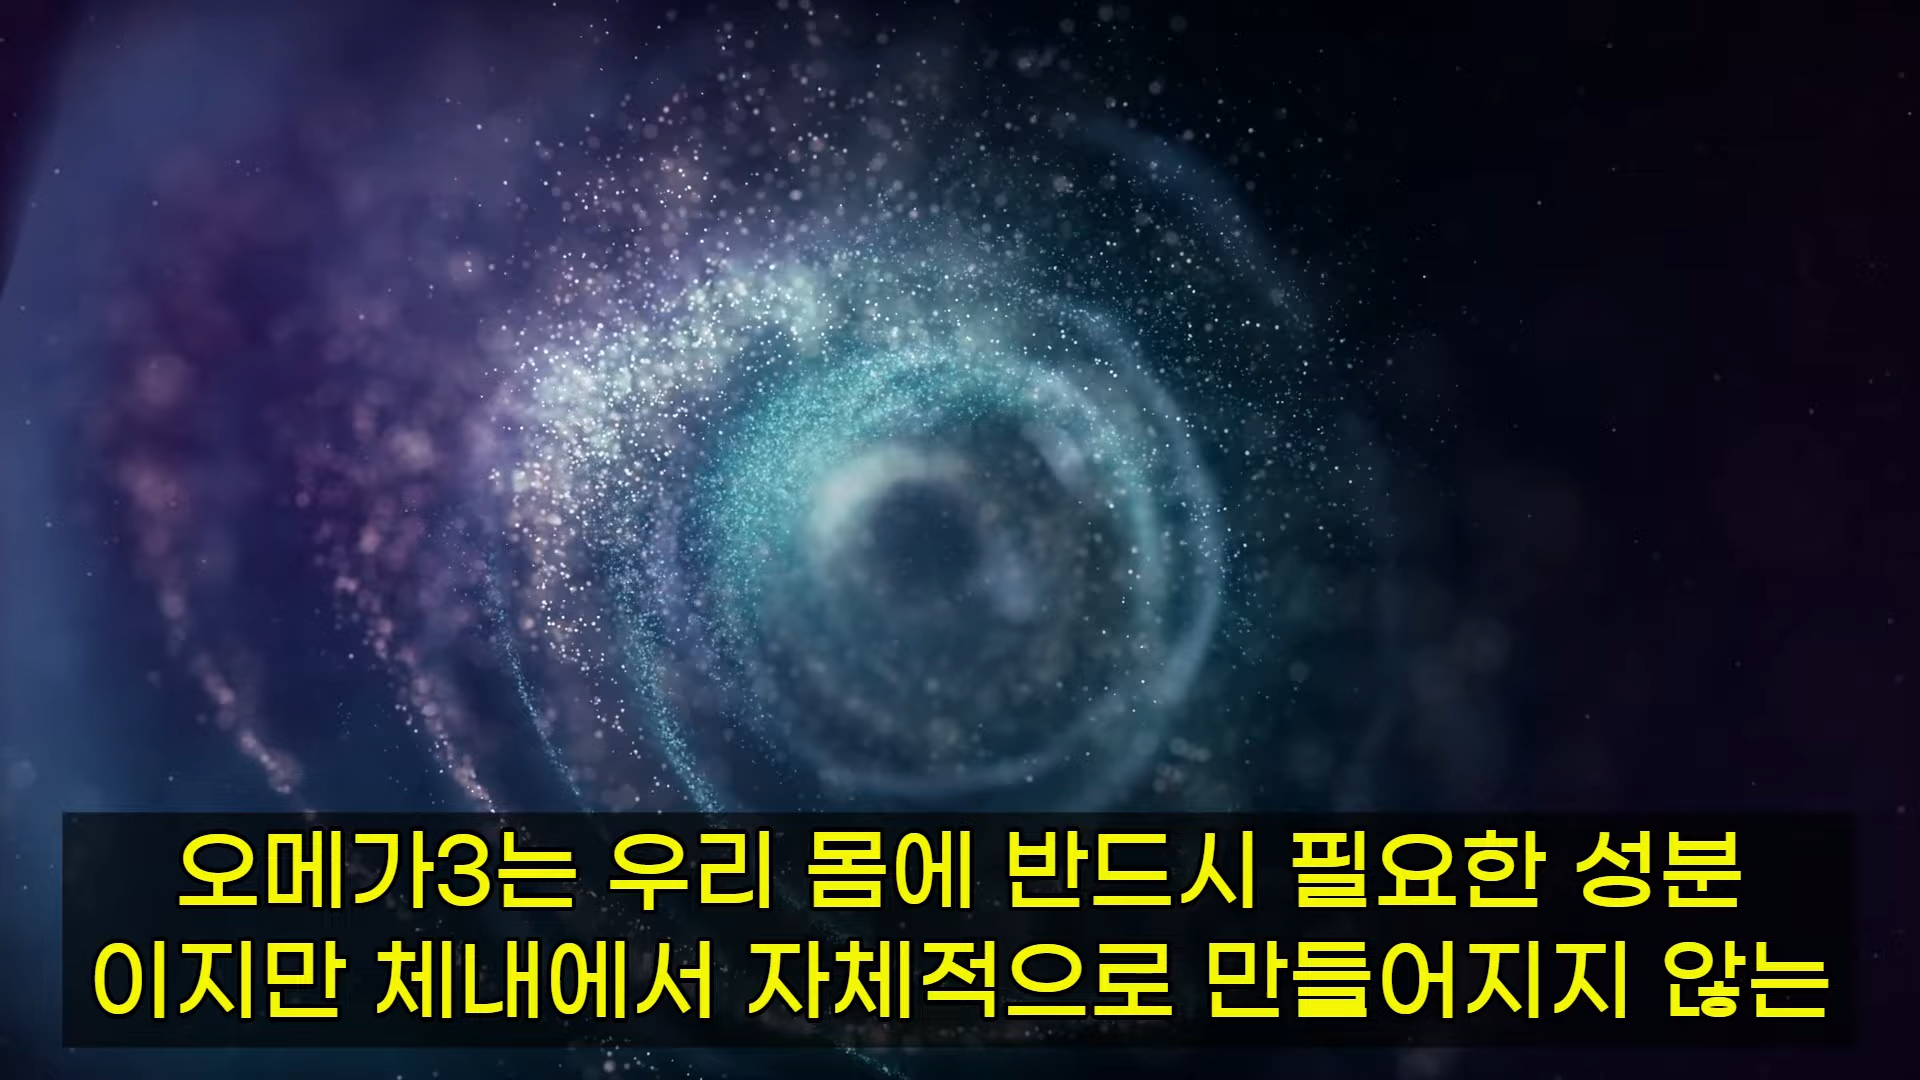 오메가3는 우리 몸에 반드시 필요한 성분
이지만 체내에서 자체적으로 만들어지지 않는